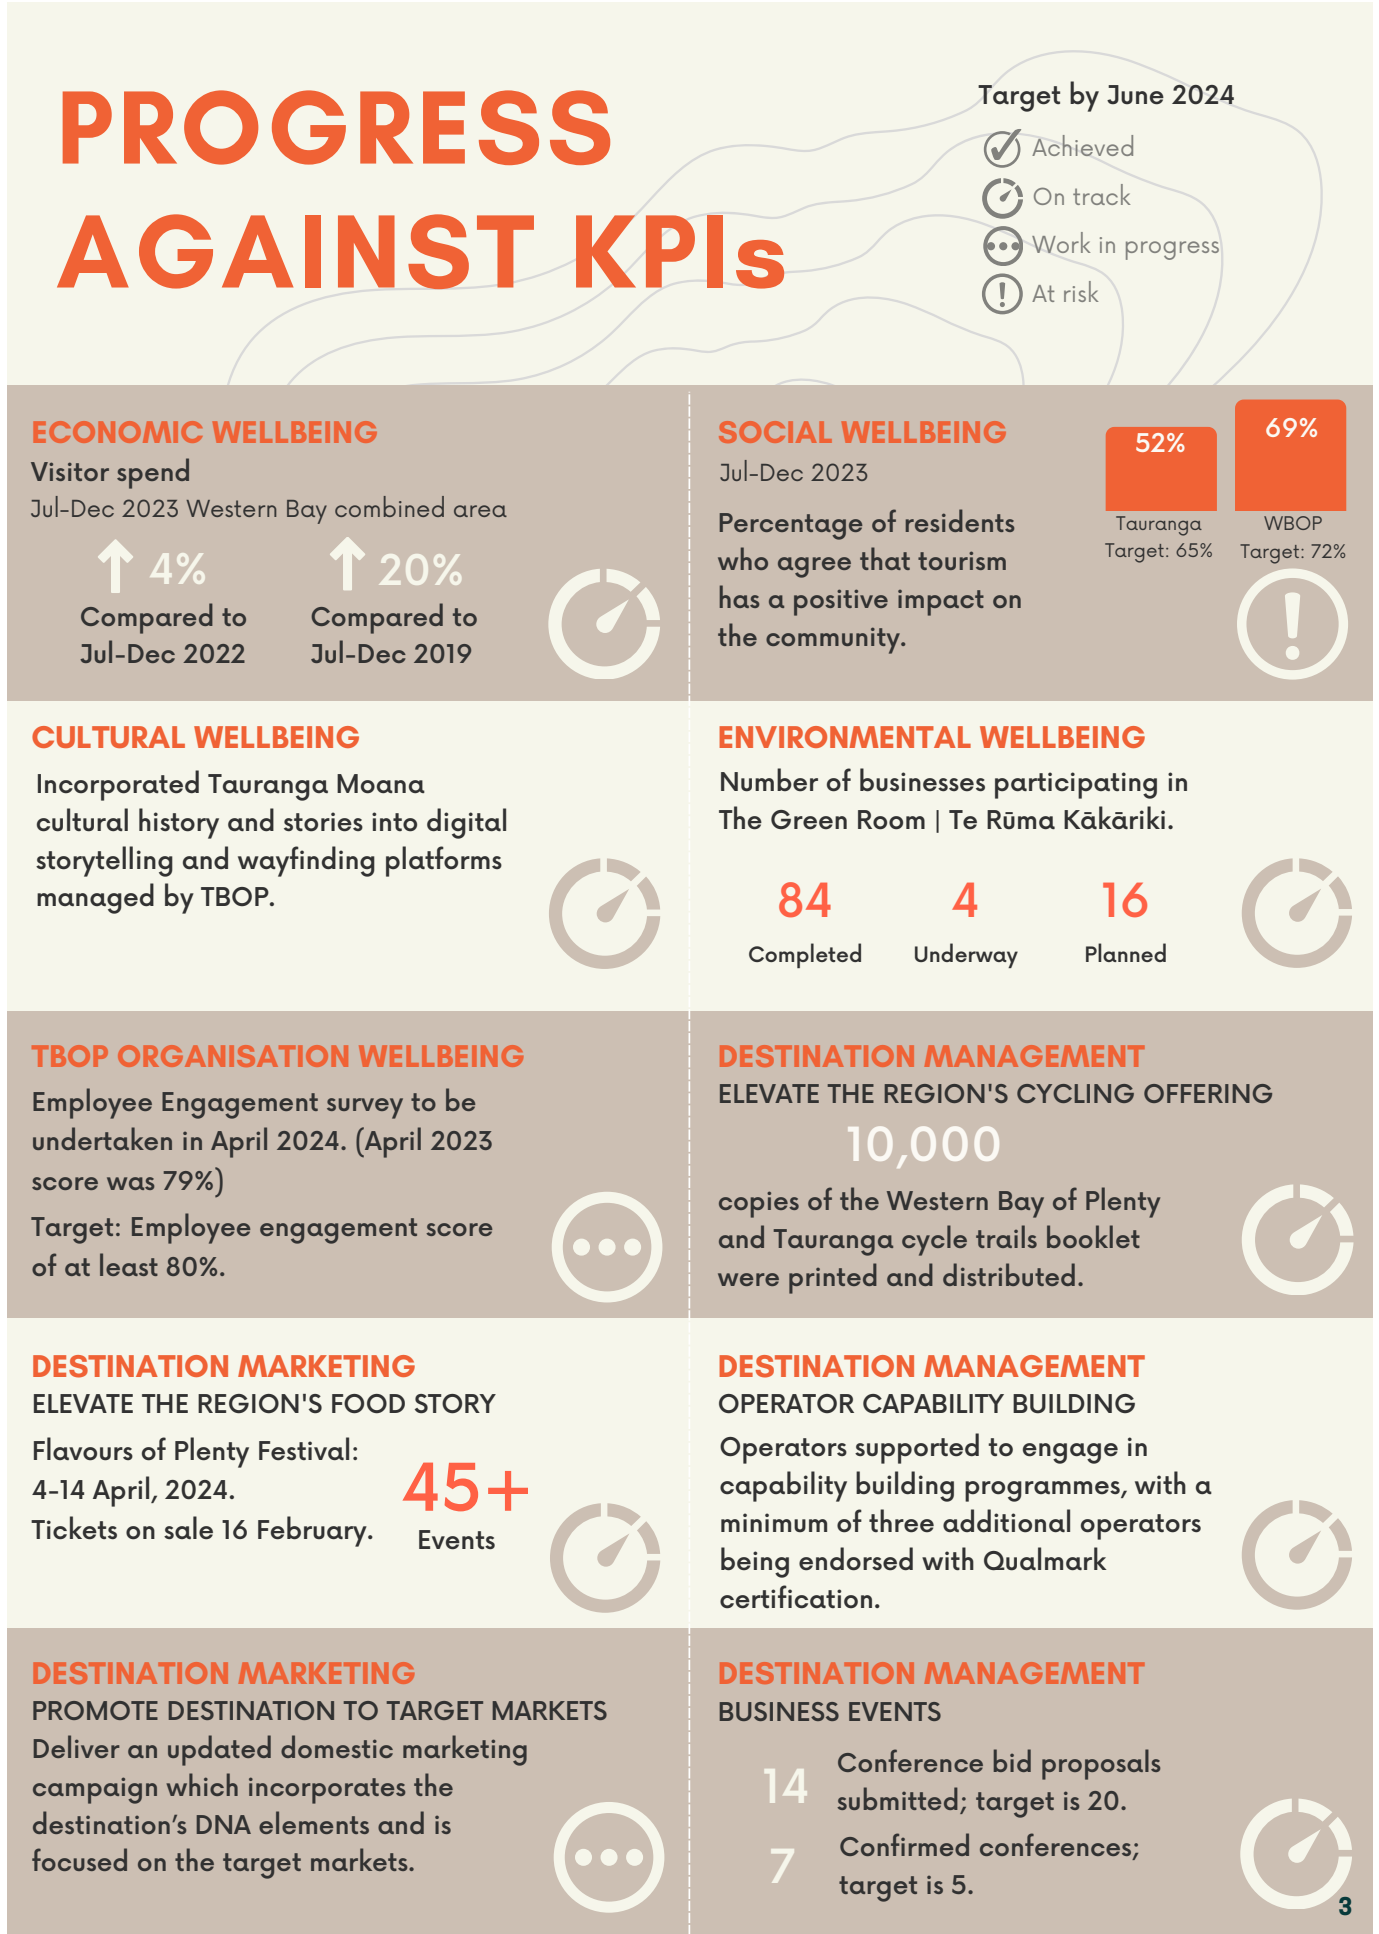 PROGRESS
AGAINST KPIs
Target by June 2024
Achieved
On track
Work in progress
At risk
ECONOMIC WELLBEING
Visitor spend
Jul-Dec 2023 Western Bay combined area
4%
20%
Compared to
Jul-Dec 2022
Compared to
Jul-Dec 2019
SOCIAL WELLBEING
Jul-Dec 2023
Percentage of residents
who agree that tourism
has a positive impact on
the community.
52%
69%
Tauranga
Target: 65%
WBOP
Target: 72%
CULTURAL WELLBEING
Incorporated Tauranga Moana
cultural history and stories into digital
storytelling and wayfinding platforms
managed by TBOP.
ENVIRONMENTAL WELLBEING
Number of businesses participating in
The Green Room | Te Rūma Kākāriki.
84
4
16
Completed
Underway
Planned
TBOP ORGANISATION WELLBEING
Employee Engagement survey to be
undertaken in April 2024. (April 2023
score was 79%)
Target: Employee engagement score
of at least 80%.
DESTINATION MANAGEMENT
ELEVATE THE REGION'S CYCLING OFFERING
10,000
copies of the Western Bay of Plenty
and Tauranga cycle trails booklet
were printed and distributed.
DESTINATION MARKETING
ELEVATE THE REGION'S FOOD STORY
Flavours of Plenty Festival:
4-14 April, 2024.
Tickets on sale 16 February.
45+
Events
DESTINATION MANAGEMENT
OPERATOR CAPABILITY BUILDING
Operators supported to engage in
capability building programmes, with a
minimum of three additional operators
being endorsed with Qualmark
certification.
DESTINATION MARKETING
PROMOTE DESTINATION TO TARGET MARKETS
Deliver an updated domestic marketing
campaign which incorporates the
destination’s DNA elements and is
focused on the target markets.
DESTINATION MANAGEMENT
BUSINESS EVENTS
14
Conference bid proposals
submitted; target is 20.
7
Confirmed conferences;
target is 5.
3